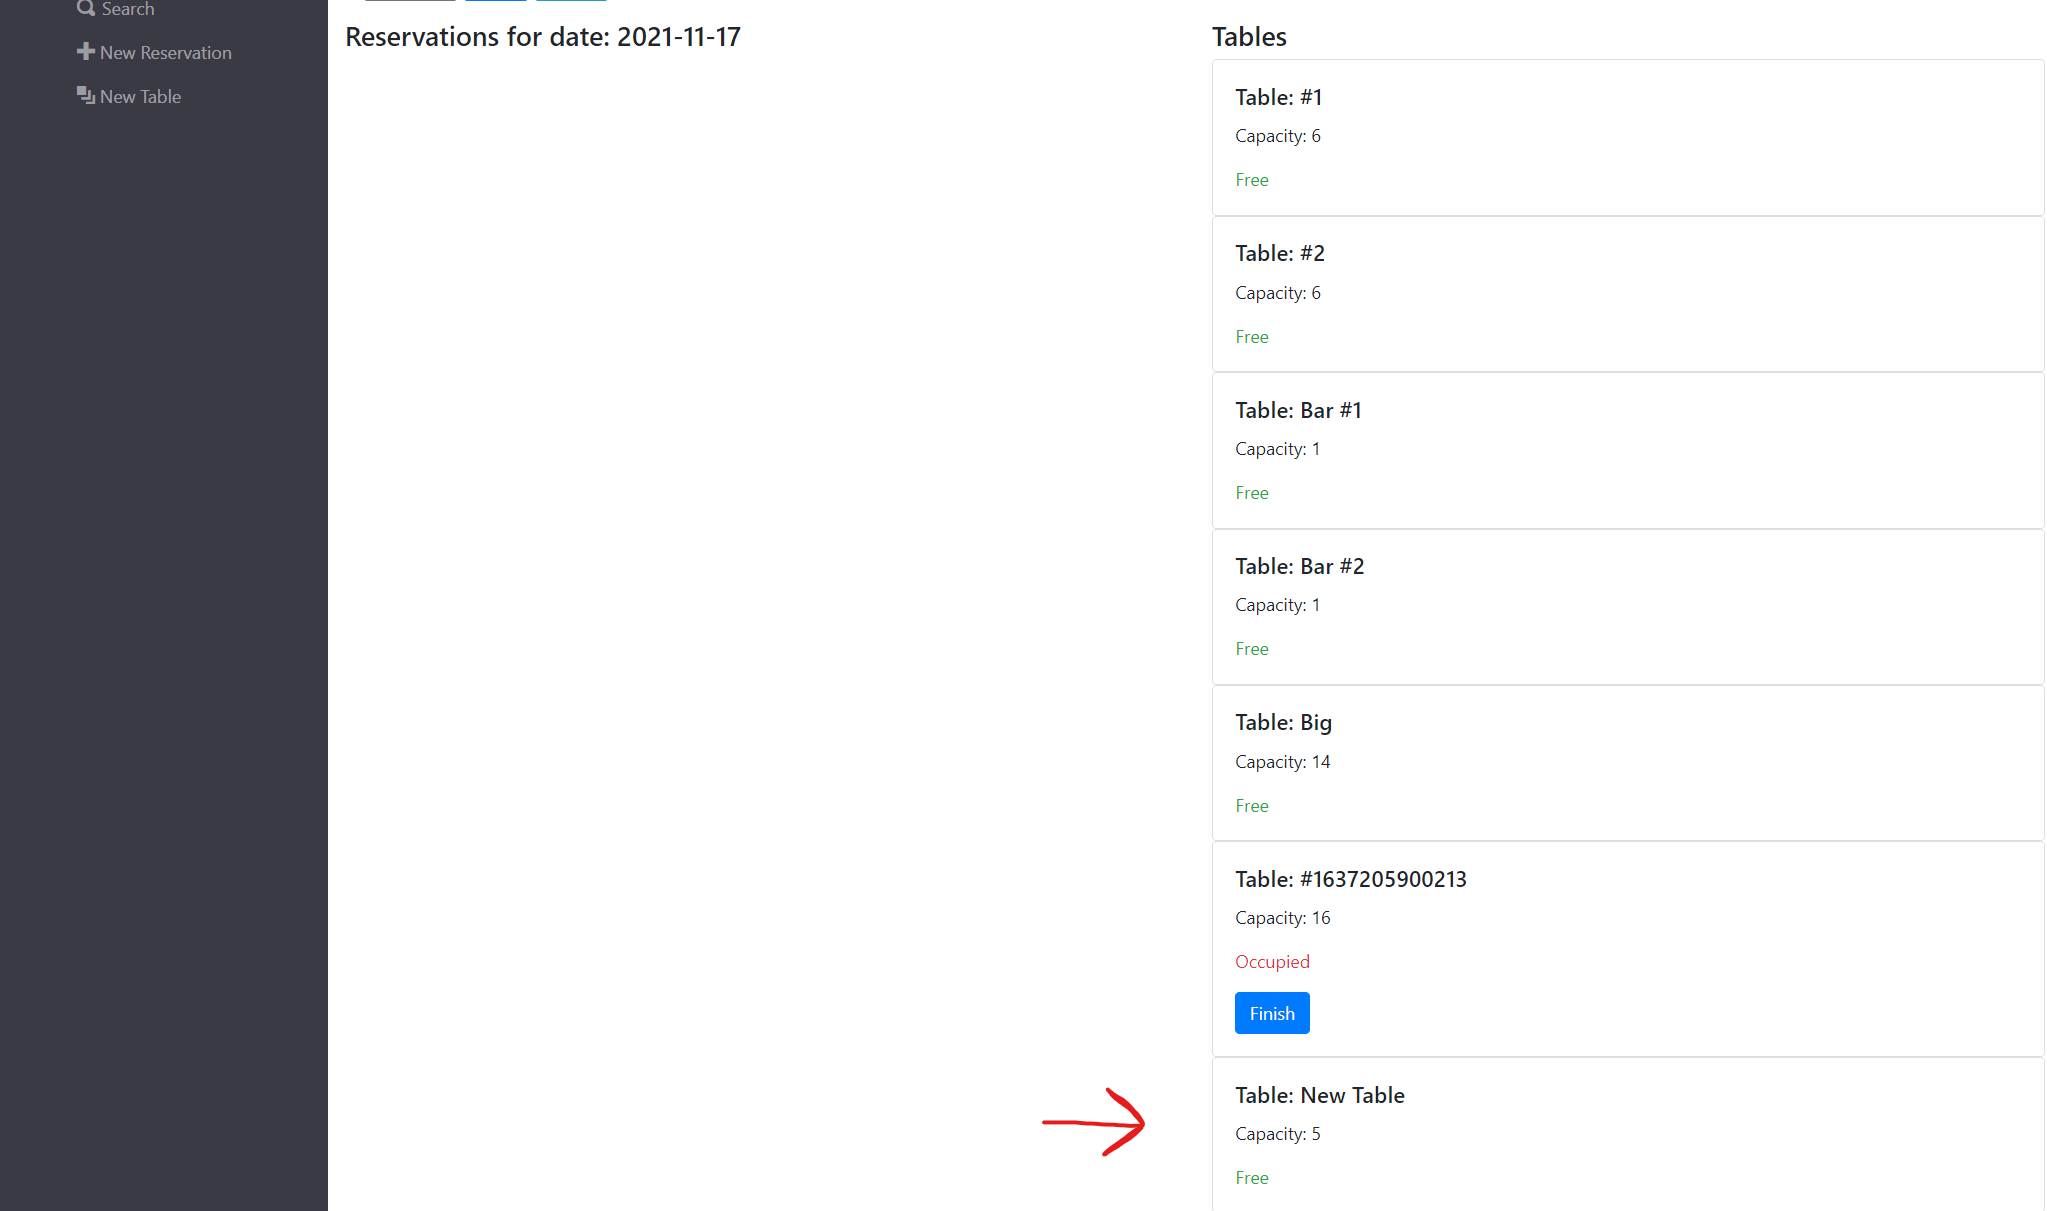 Search
New Reservation
New Table
Reservations for date: 2021-11-17
Tables
Table: #1
Capacity: 6
Free
Table: #2
Capacity: 6
Free
Table: Bar #1
Capacity: 1
Free
Table: Bar #2
Capacity: 1
Free
Table: Big
Capacity: 14
Free
Table: #1637205900213
Capacity: 16
Occupied
Finish
Table: New Table
Capacity: 5
Free